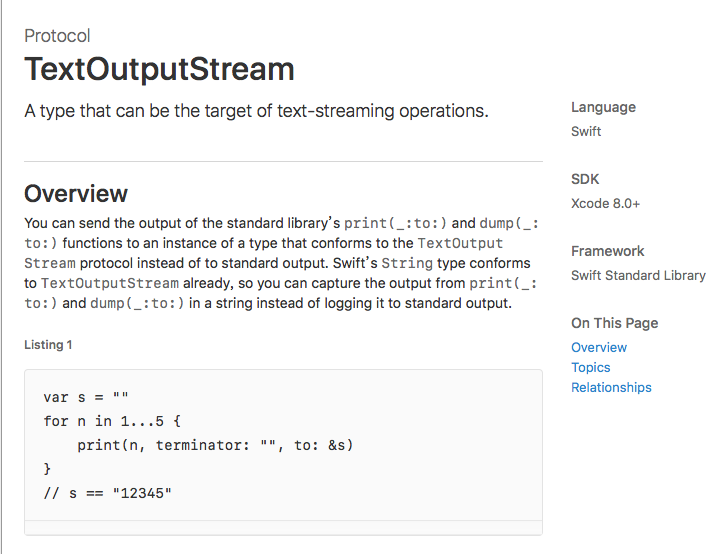 Protocol
TextOutputStream
A type that can be the target of text-streaming operations.
Overview
You can send the output of the standard library's print(_:to:) and dump(_:
to:) functions to an instance of a type that conforms to the TextOutput
Stream protocol instead of to standard output. Swift's String type conforms
to TextOutputStream already, so you can capture the output from print(_:
to:) and dump(_:to:) in a string instead of logging it to standard output.
Listing 1
var s = ""
for n in 1...5 {
    print(n, terminator: "", to: &s)
}
// s == "12345"
Language
Swift
SDK
Xcode 8.0+
Framework
Swift Standard Library
On This Page
Overview
Topics
Relationships